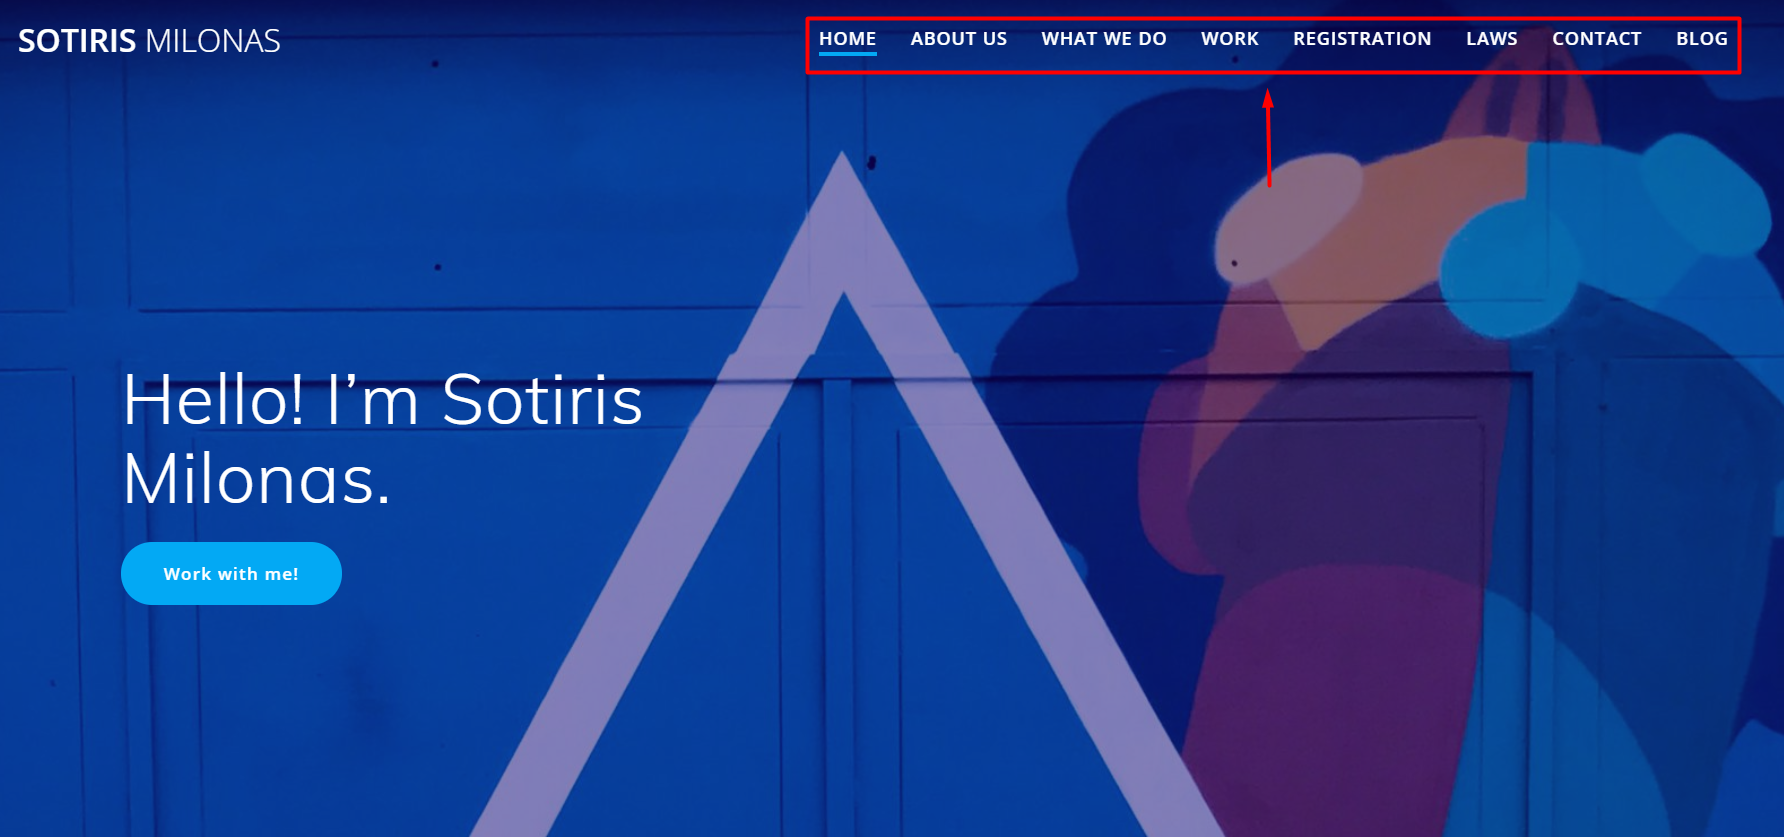 SOTIRIS MILONAS
HOME ABOUT US WHAT WE DO WORK REGISTRATION LAWS CONTACT BLOG
Hello! I’m Sotiris
Milonas.
Work with me!